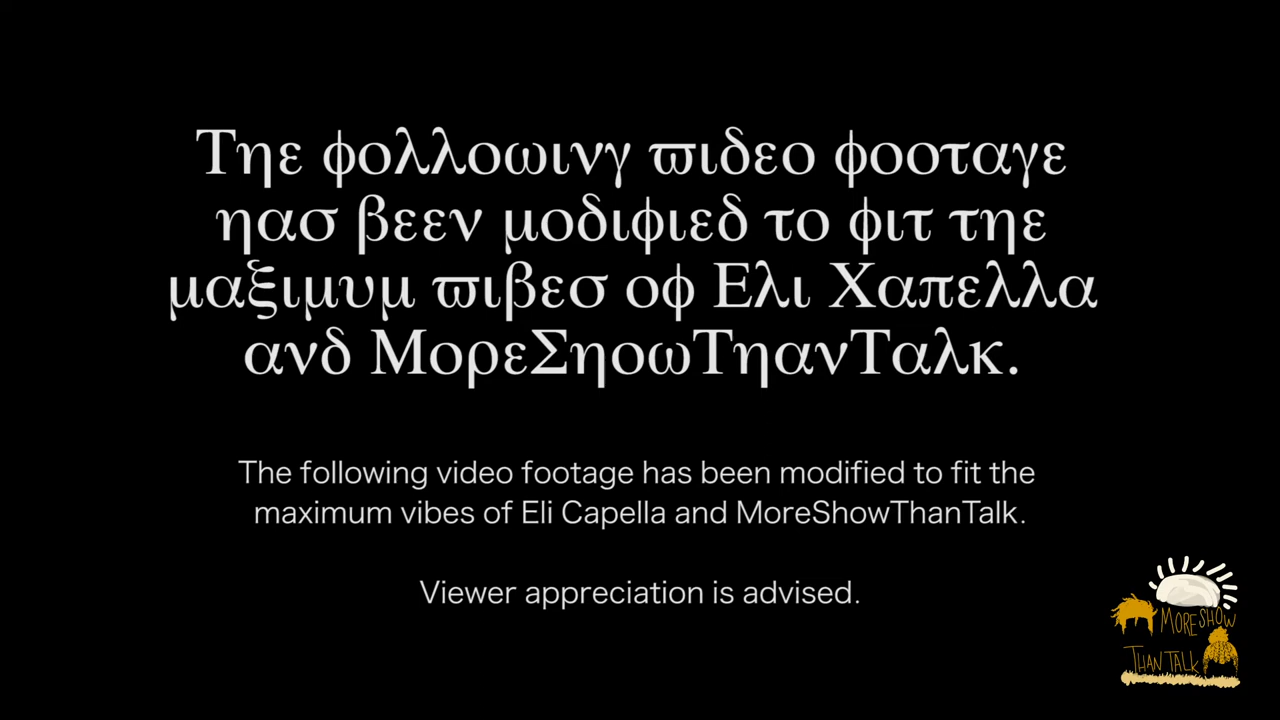 Τηε φολλοωινγ ϖιδεο φοοταγε
ηασ βεεν μοδιφιεδ το φιτ τηε
μαξιμυμ ϖιβεσ οφ Ελι Χαπελλα
ανδ ΜορεΣηοωΤηανΤαλκ.
The following video footage has been modified to fit the
maximum vibes of Eli Capella and MoreShowThanTalk.
Viewer appreciation is advised.
MORE SHOW
THAN TALK